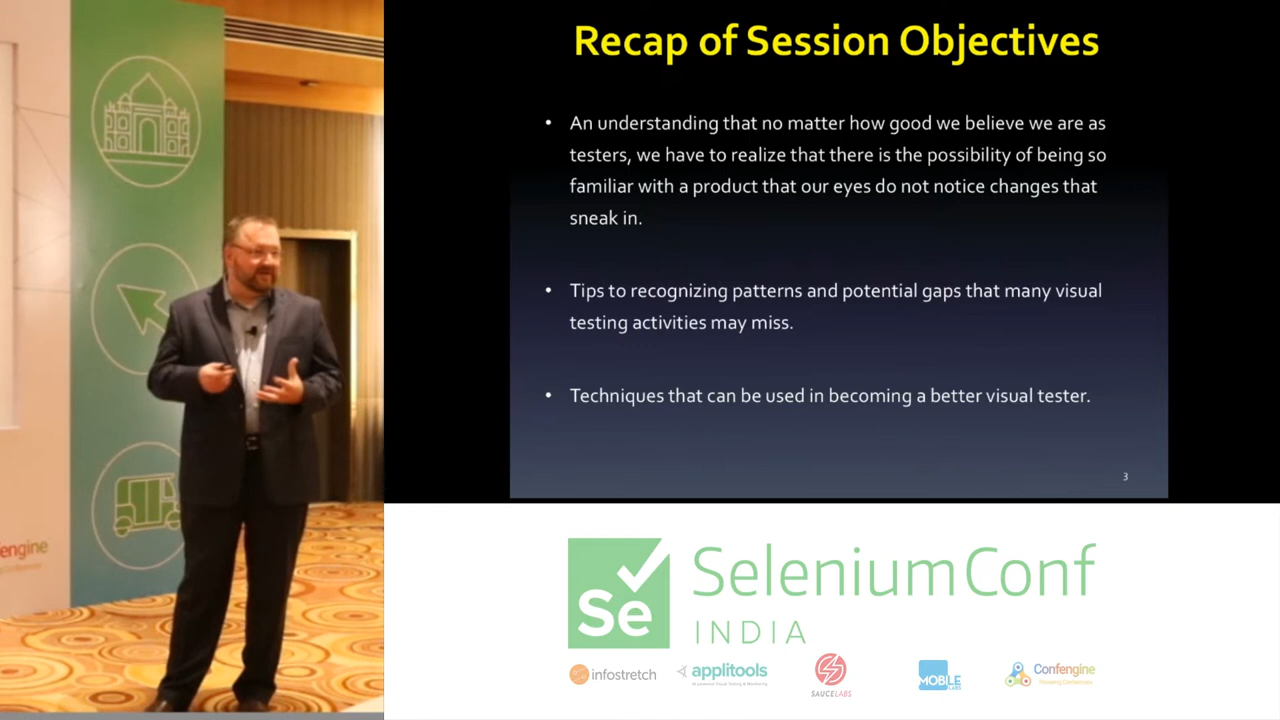 Recap of Session Objectives
• An understanding that no matter how good we believe we are as
testers, we have to realize that there is the possibility of being so
familiar with a product that our eyes do not notice changes that
sneak in.
• Tips to recognizing patterns and potential gaps that many visual
testing activities may miss.
• Techniques that can be used in becoming a better visual tester.
3
Se
SeleniumConf
INDIA
infostretch
applitools
SAUCELABS
MOBILE
LABS
Confengine
engine